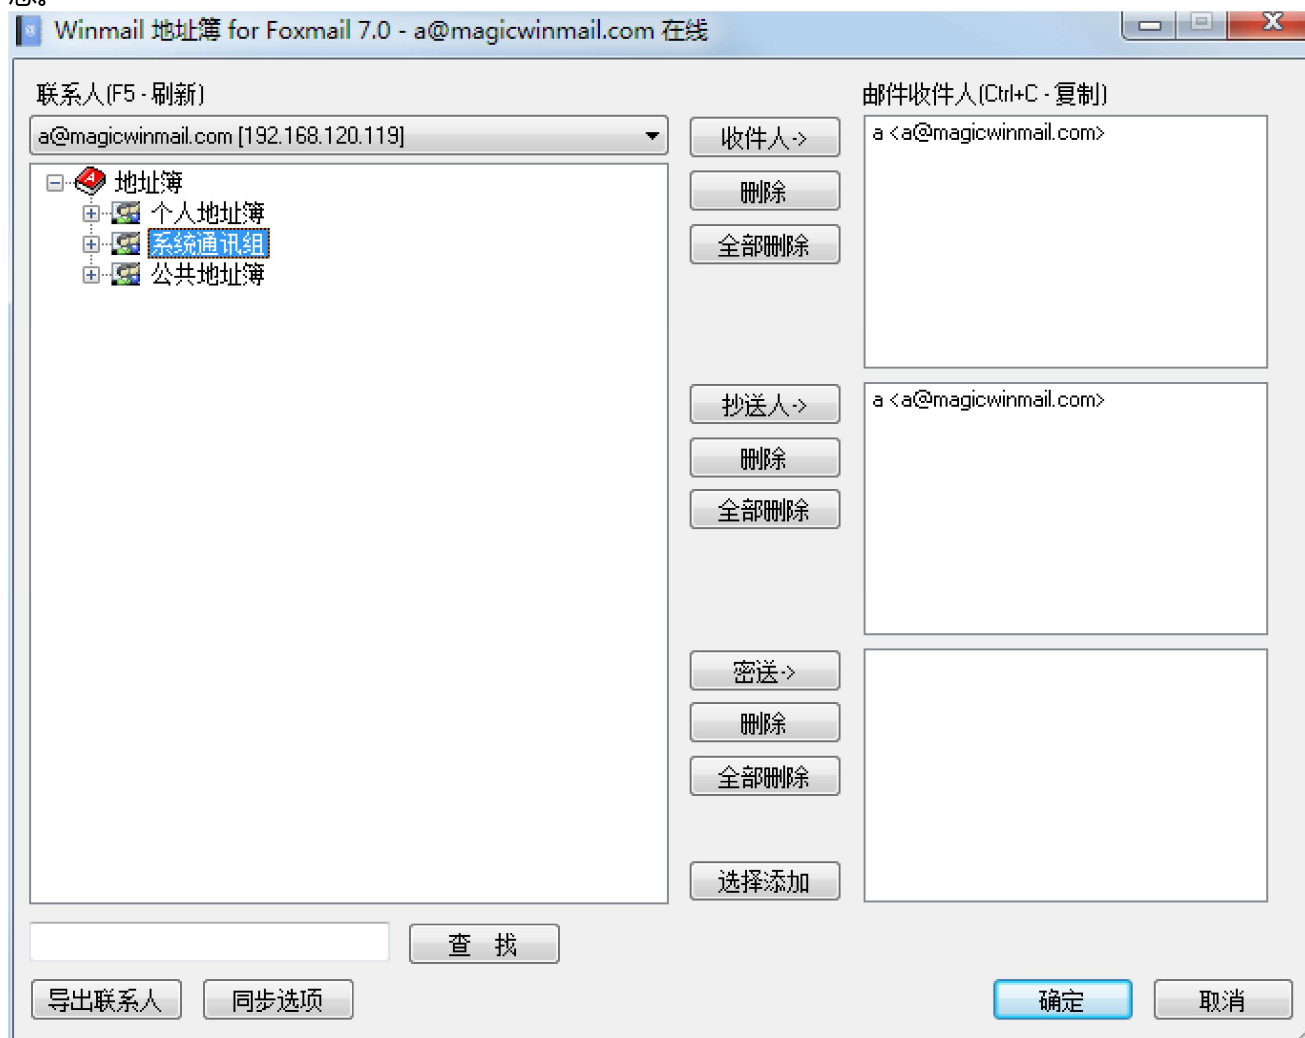 息。
Winmail 地址簿 for Foxmail 7.0 - a@magicwinmail.com 在线
联系人(F5 - 刷新)
邮件收件人(Ctrl+C - 复制)
a@magicwinmail.com [192.168.120.119]
收件人->
a <a@magicwinmail.com>
地址簿
个人地址簿
系统通讯组
公共地址簿
删除
全部删除
抄送人->
a <a@magicwinmail.com>
删除
全部删除
密送->
删除
全部删除
选择添加
查 找
导出联系人
同步选项
确定
取消